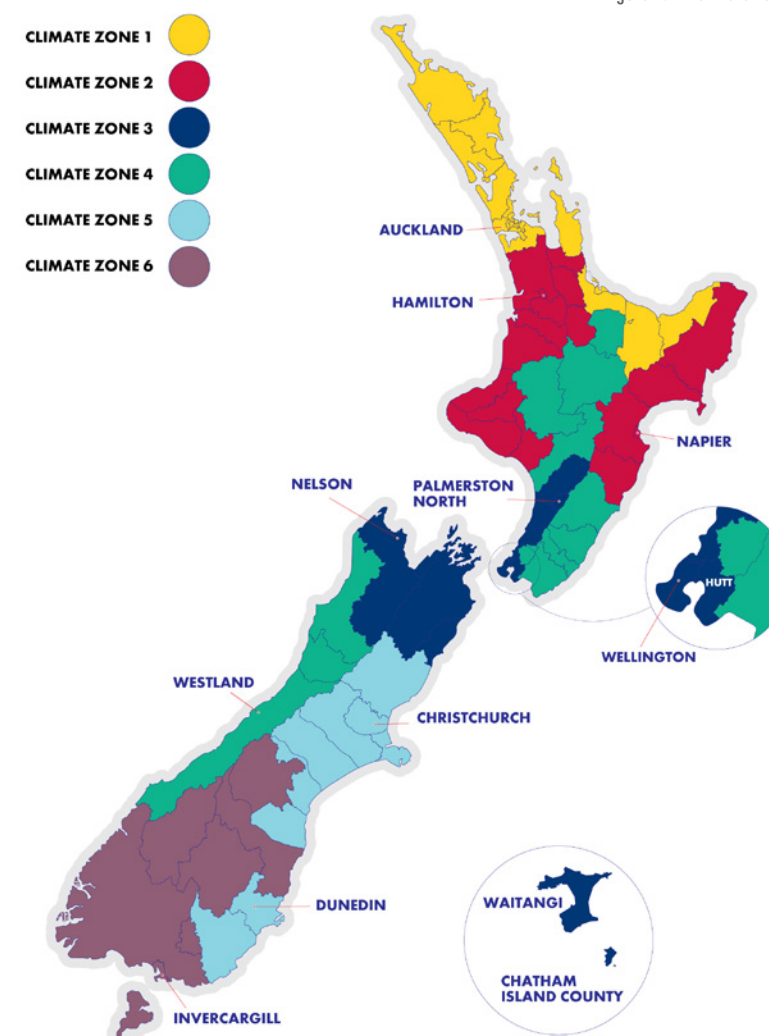 CLIMATE ZONE 1
CLIMATE ZONE 2
CLIMATE ZONE 3
CLIMATE ZONE 4
CLIMATE ZONE 5
CLIMATE ZONE 6
AUCKLAND
HAMILTON
NAPIER
NELSON
PALMERSTON
NORTH
HUTT
WELLINGTON
WESTLAND
CHRISTCHURCH
DUNEDIN
WAITANGI
CHATHAM
ISLAND COUNTY
INVERCARGILL